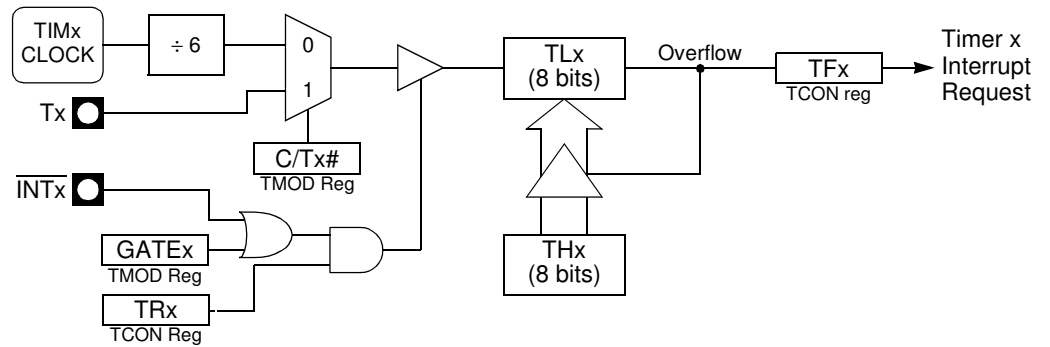 TIMx
CLOCK
÷ 6
0
1
Tx
C/Tx#
TMOD Reg
INTx
GATEx
TMOD Reg
TRx
TCON Reg
TLx
(8 bits)
THx
(8 bits)
Overflow
TFx
TCON reg
Timer x
Interrupt
Request